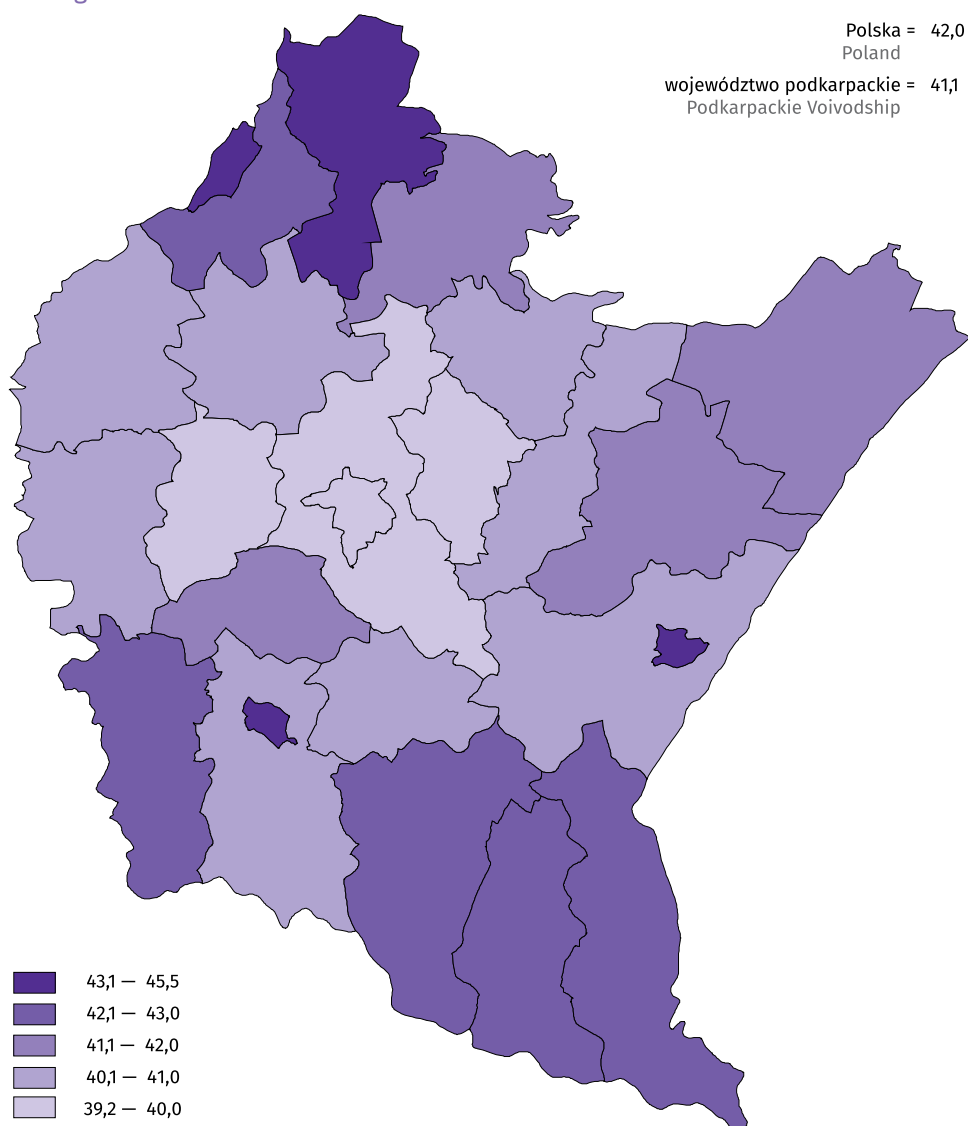 Polska = 42,0
Poland
województwo podkarpackie = 41,1
Podkarpackie Voivodship
43,1 — 45,5
42,1 — 43,0
41,1 — 42,0
40,1 — 41,0
39,2 — 40,0